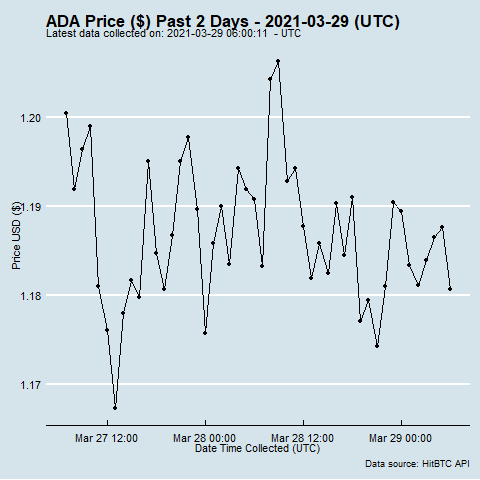 ADA Price ($) Past 2 Days - 2021-03-29 (UTC)
Latest data collected on: 2021-03-29 06:00:11  - UTC
1.20
1.19
1.18
1.17
Price USD ($)
Mar 27 12:00
Mar 28 00:00
Mar 28 12:00
Mar 29 00:00
Date Time Collected (UTC)
Data source: HitBTC API